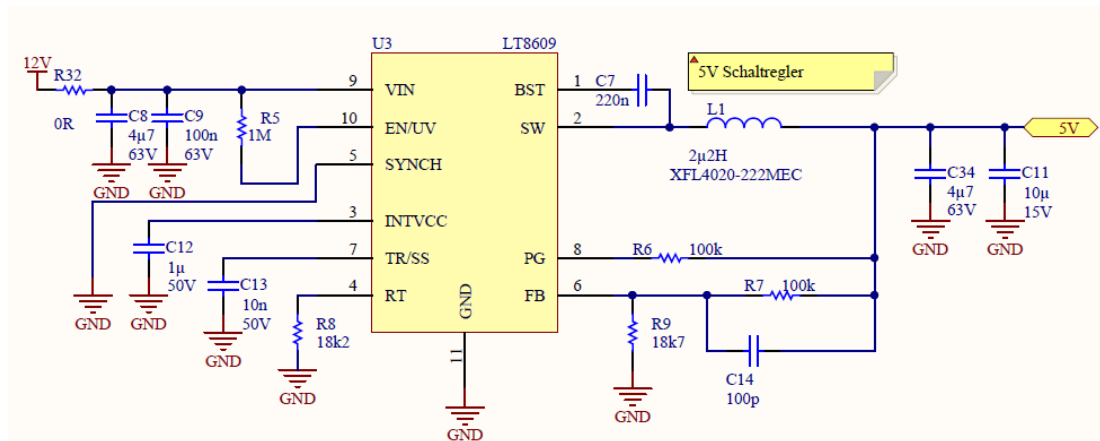 U3
LT8609
12V
R32
0R
C8
4µ7
63V
GND
C9
100n
63V
GND
R5
1M
9
VIN
10
EN/UV
5
SYNCH
3
INTVCC
7
TR/SS
4
RT
GND
11
GND
BST
1
SW
2
PG
8
FB
6
C7
220n
5V Schaltregler
L1
2µ2H
XFL4020-222MEC
5V
C34
4µ7
63V
GND
C11
10µ
15V
GND
R6
100k
R7
100k
R9
18k7
GND
C14
100p
GND
C12
1µ
50V
GND
C13
10n
50V
GND
R8
18k2
GND